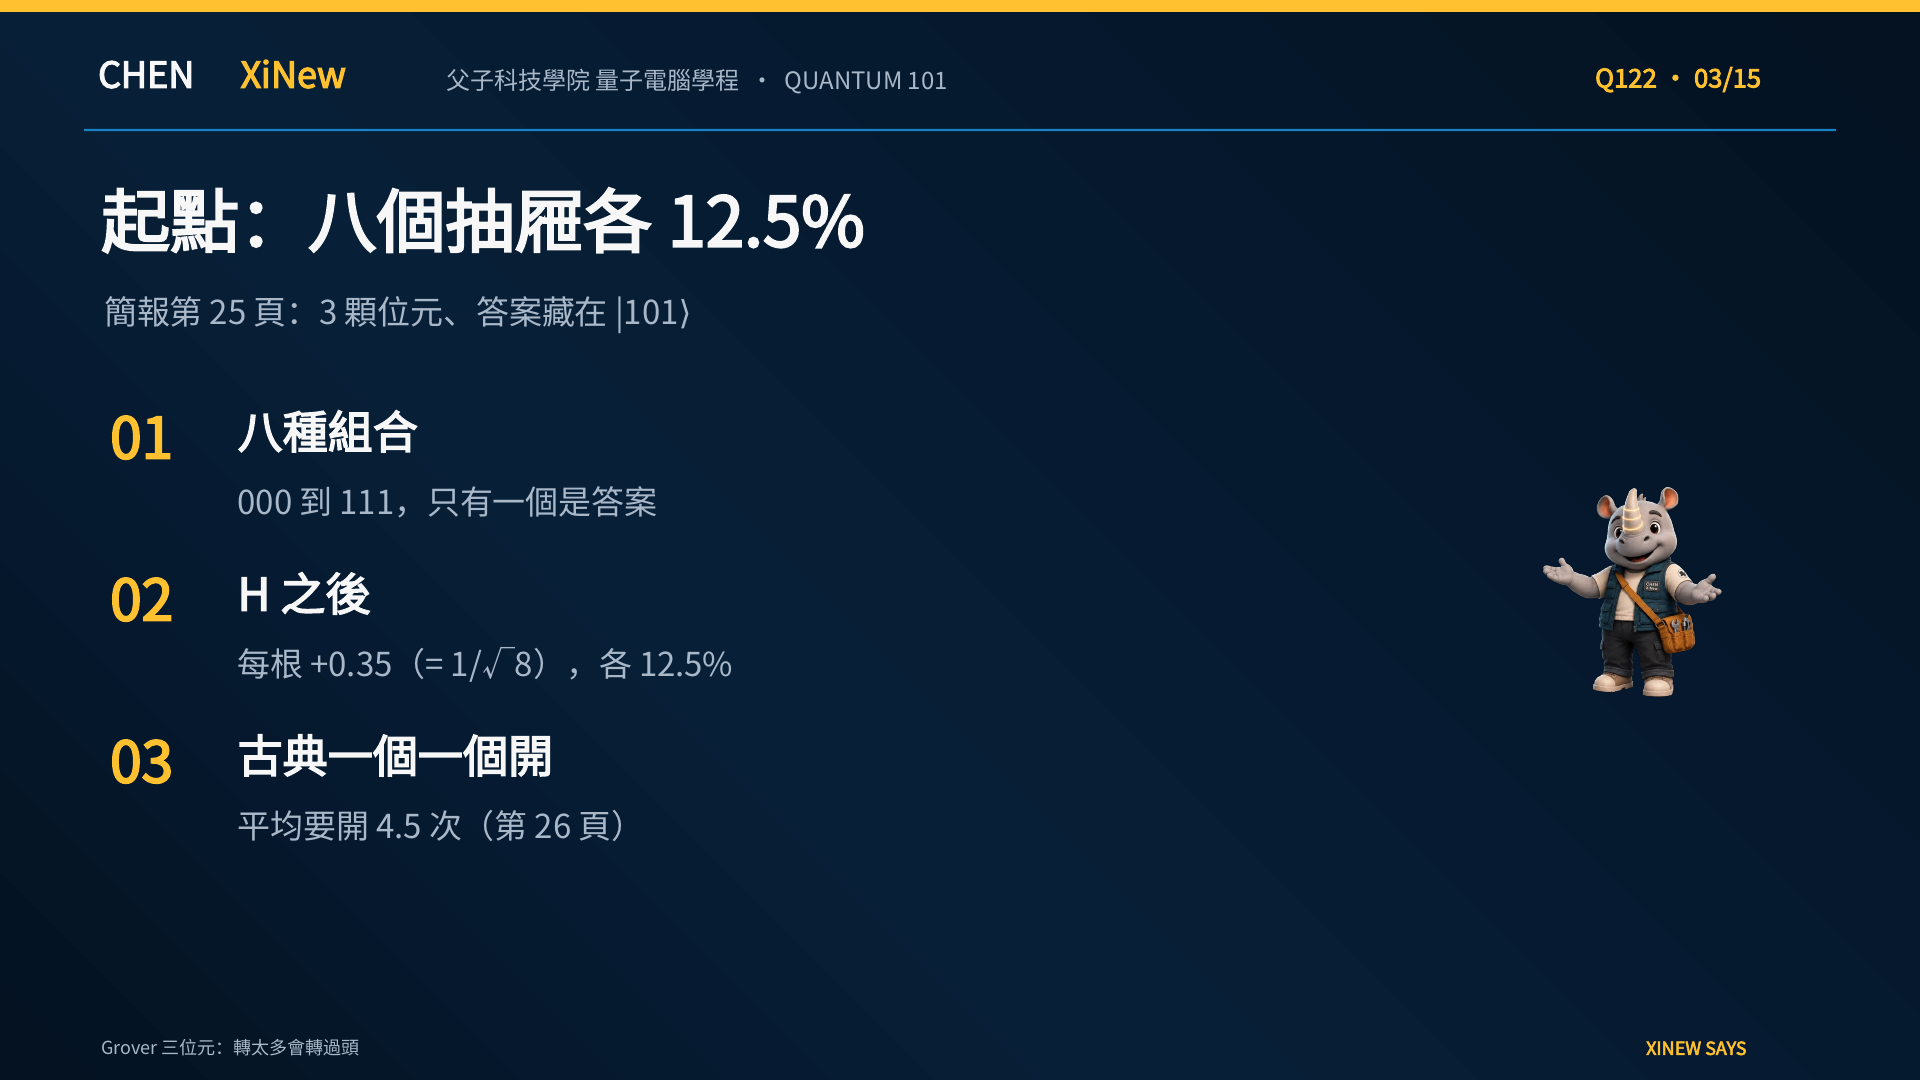 CHEN XiNew 父子科技學院 量子電腦學程 · QUANTUM 101 Q122 · 03/15
起點：八個抽屜各 12.5%
簡報第 25 頁：3 顆位元、答案藏在 |101⟩
01 八種組合
000 到 111，只有一個是答案
02 H 之後
每根 +0.35（= 1/√8），各 12.5%
03 古典一個一個開
平均要開 4.5 次（第 26 頁）
Grover 三位元：轉太多會轉過頭 XINEW SAYS